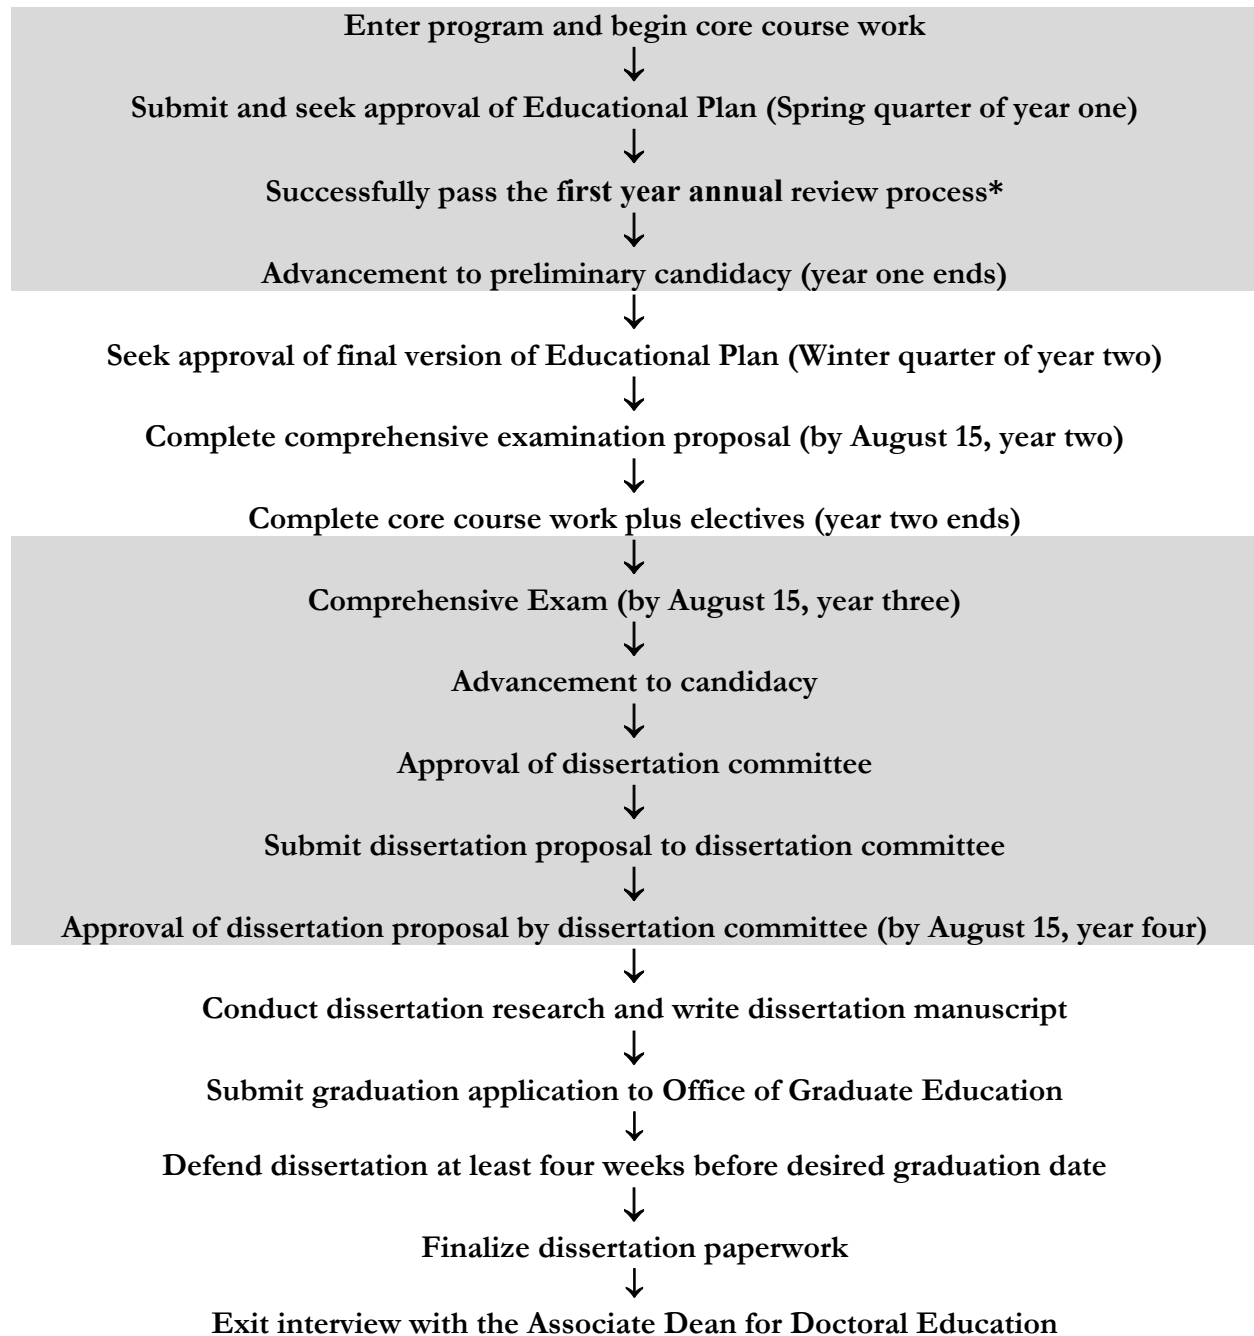 Enter program and begin core course work
↓
Submit and seek approval of Educational Plan (Spring quarter of year one)
↓
Successfully pass the first year annual review process*
↓
Advancement to preliminary candidacy (year one ends)
↓
Seek approval of final version of Educational Plan (Winter quarter of year two)
↓
Complete comprehensive examination proposal (by August 15, year two)
↓
Complete core course work plus electives (year two ends)
↓
Comprehensive Exam (by August 15, year three)
↓
Advancement to candidacy
↓
Approval of dissertation committee
↓
Submit dissertation proposal to dissertation committee
↓
Approval of dissertation proposal by dissertation committee (by August 15, year four)
↓
Conduct dissertation research and write dissertation manuscript
↓
Submit graduation application to Office of Graduate Education
↓
Defend dissertation at least four weeks before desired graduation date
↓
Finalize dissertation paperwork
↓
Exit interview with the Associate Dean for Doctoral Education